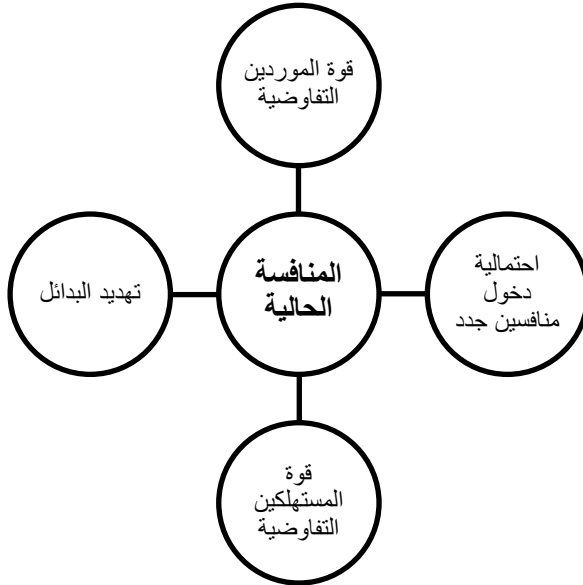 قوة الموردين
التفاوضية
احتمالية
دخول
منافسين جدد
المنافسة
الحالية
تهديد البدائل
قوة
المستهلكين
التفاوضية